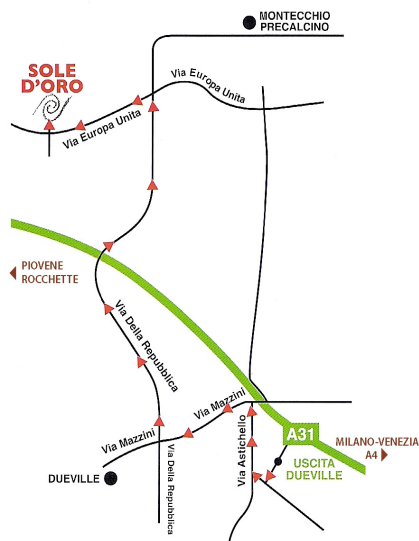 MONTECCHIO
PRECALCINO
SOLE
D'ORO
Via Europa Unita
Via Europa Unita
PIOVENE
ROCCHETTE
Via Della Repubblica
Via Mazzini
Via Mazzini
Via Della Repubblica
Via Astichello
A31
MILANO-VENEZIA
A4
USCITA
DUEVILLE
DUEVILLE